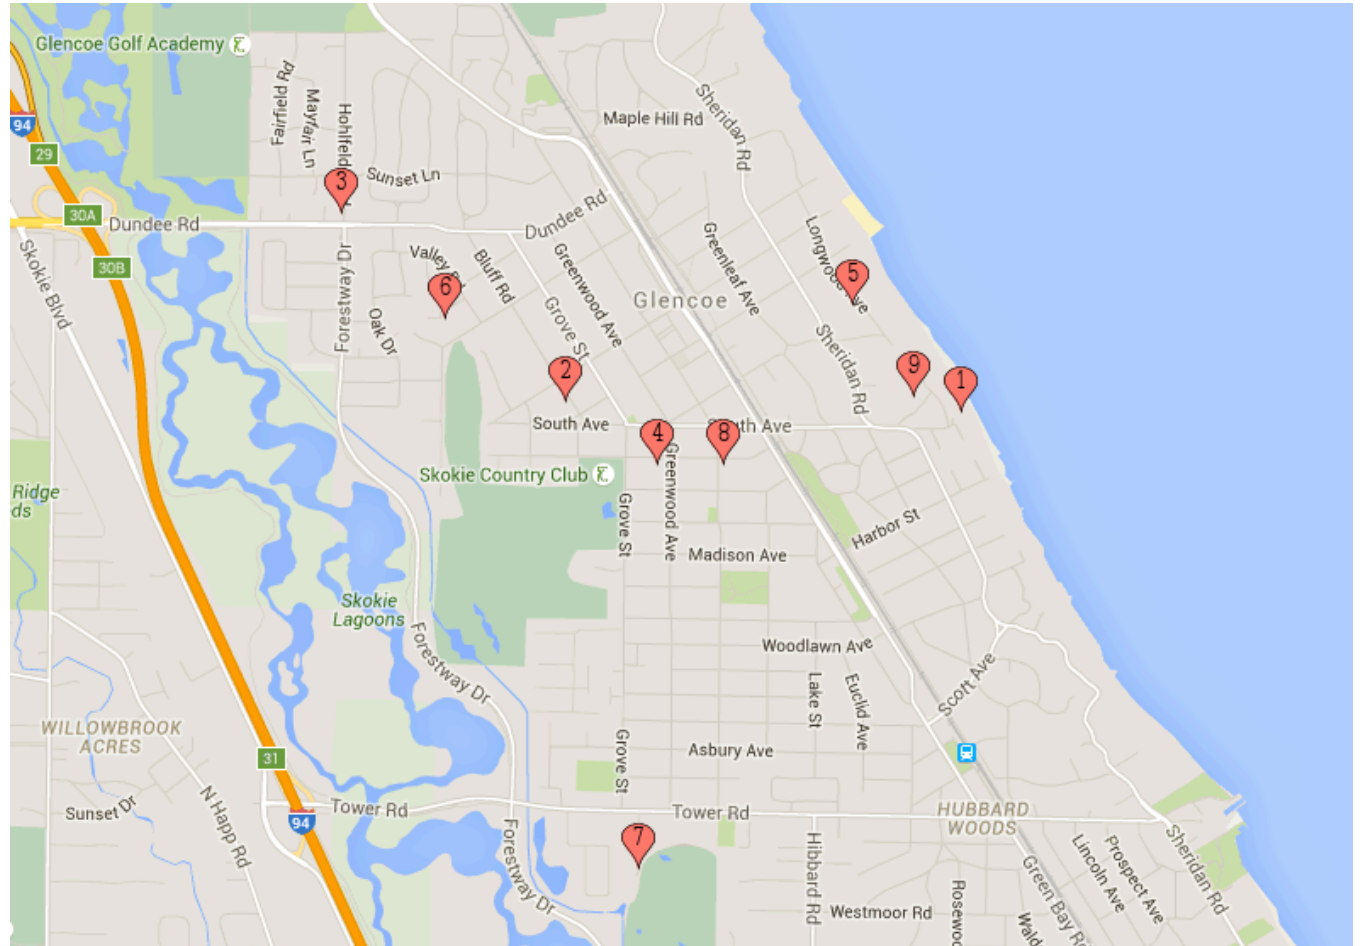 Glencoe Golf Academy
Fairfield Rd
Mayfair Ln
Hohlfeld
Maple Hill Rd
Sheridan Rd
94
29
3
Sunset Ln
30A
Dundee Rd
Dundee Rd
30B
Skokie Blvd
Forestway Dr
Valley
6
Bluff Rd
Greenwood Ave
Greenleaf Ave
Longwood Ave
5
Glencoe
Oak Dr
Grove St
Sheridan Rd
2
9
1
South Ave
4
8
South Ave
Skokie Country Club
Ridge
Grove St
Greenwood Ave
Harbor St
Madison Ave
Skokie
Lagoons
Forestway Dr
Woodlawn Ave
Scott Ave
Lake St
Euclid Ave
WILLOWBROOK
ACRES
31
Grove St
Asbury Ave
Sunset Dr
N Happ Rd
94
Tower Rd
Tower Rd
HUBBARD
WOODS
7
Forestway Dr
Hibbard Rd
Green Bay Rd
Lincoln Ave
Prospect Ave
Sheridan Rd
Westmoor Rd